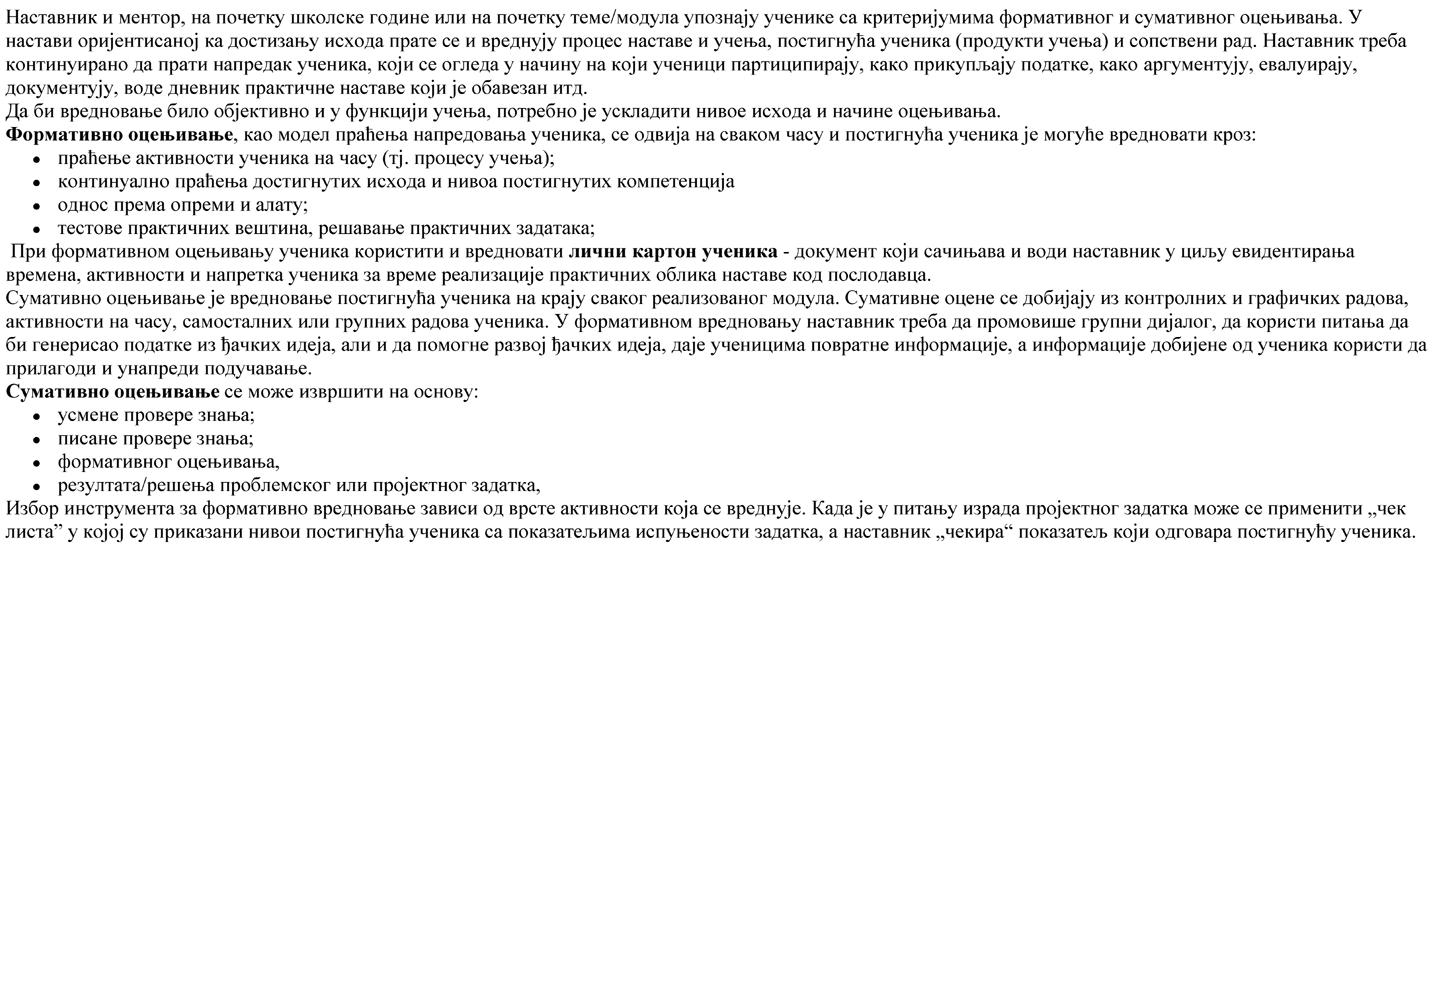 Наставник и ментор, на почетку школске године или на почетку теме/модула упознају ученике са критеријумима формативног и сумативног оцењивања. У
настави оријентисаној ка достизању исхода прате се и вреднују процес наставе и учења, постигнућа ученика (продукти учења) и сопствени рад. Наставник треба
континуирано да прати напредак ученика, који се огледа у начину на који ученици партиципирају, како прикупљају податке, како аргументују, евалуирају,
документују, воде дневник практичне наставе који је обавезан итд.
Да би вредновање било објективно и у функцији учења, потребно је ускладити нивое исхода и начине оцењивања.
Формативно оцењивање, као модел праћења напредовања ученика, се одвија на сваком часу и постигнућа ученика је могуће вредновати кроз:
• праћење активности ученика на часу (тј. процесу учења);
• континуално праћења достигнутих исхода и нивоа постигнутих компетенција
• однос према опреми и алату;
• тестове практичних вештина, решавање практичних задатака;
При формативном оцењивању ученика користити и вредновати лични картон ученика - документ који сачињава и води наставник у циљу евидентирања
времена, активности и напретка ученика за време реализације практичних облика наставе код послодавца.
Сумативно оцењивање је вредновање постигнућа ученика на крају сваког реализованог модула. Сумативне оцене се добијају из контролних и графичких радова,
активности на часу, самосталних или групних радова ученика. У формативном вредновању наставник треба да промовише групни дијалог, да користи питања да
би генерисао податке из ђачких идеја, али и да помогне развој ђачких идеја, даје ученицима повратне информације, а информације добијене од ученика користи да
прилагоди и унапреди подучавање.
Сумативно оцењивање се може извршити на основу:
• усмене провере знања;
• писане провере знања;
• формативног оцењивања,
• резултата/решења проблемског или пројектног задатка,
Избор инструмента за формативно вредновање зависи од врсте активности која се вреднује. Када је у питању израда пројектног задатка може се применити „чек
листа” у којој су приказани нивои постигнућа ученика са показатељима испуњености задатка, а наставник „чекира“ показатељ који одговара постигнућу ученика.